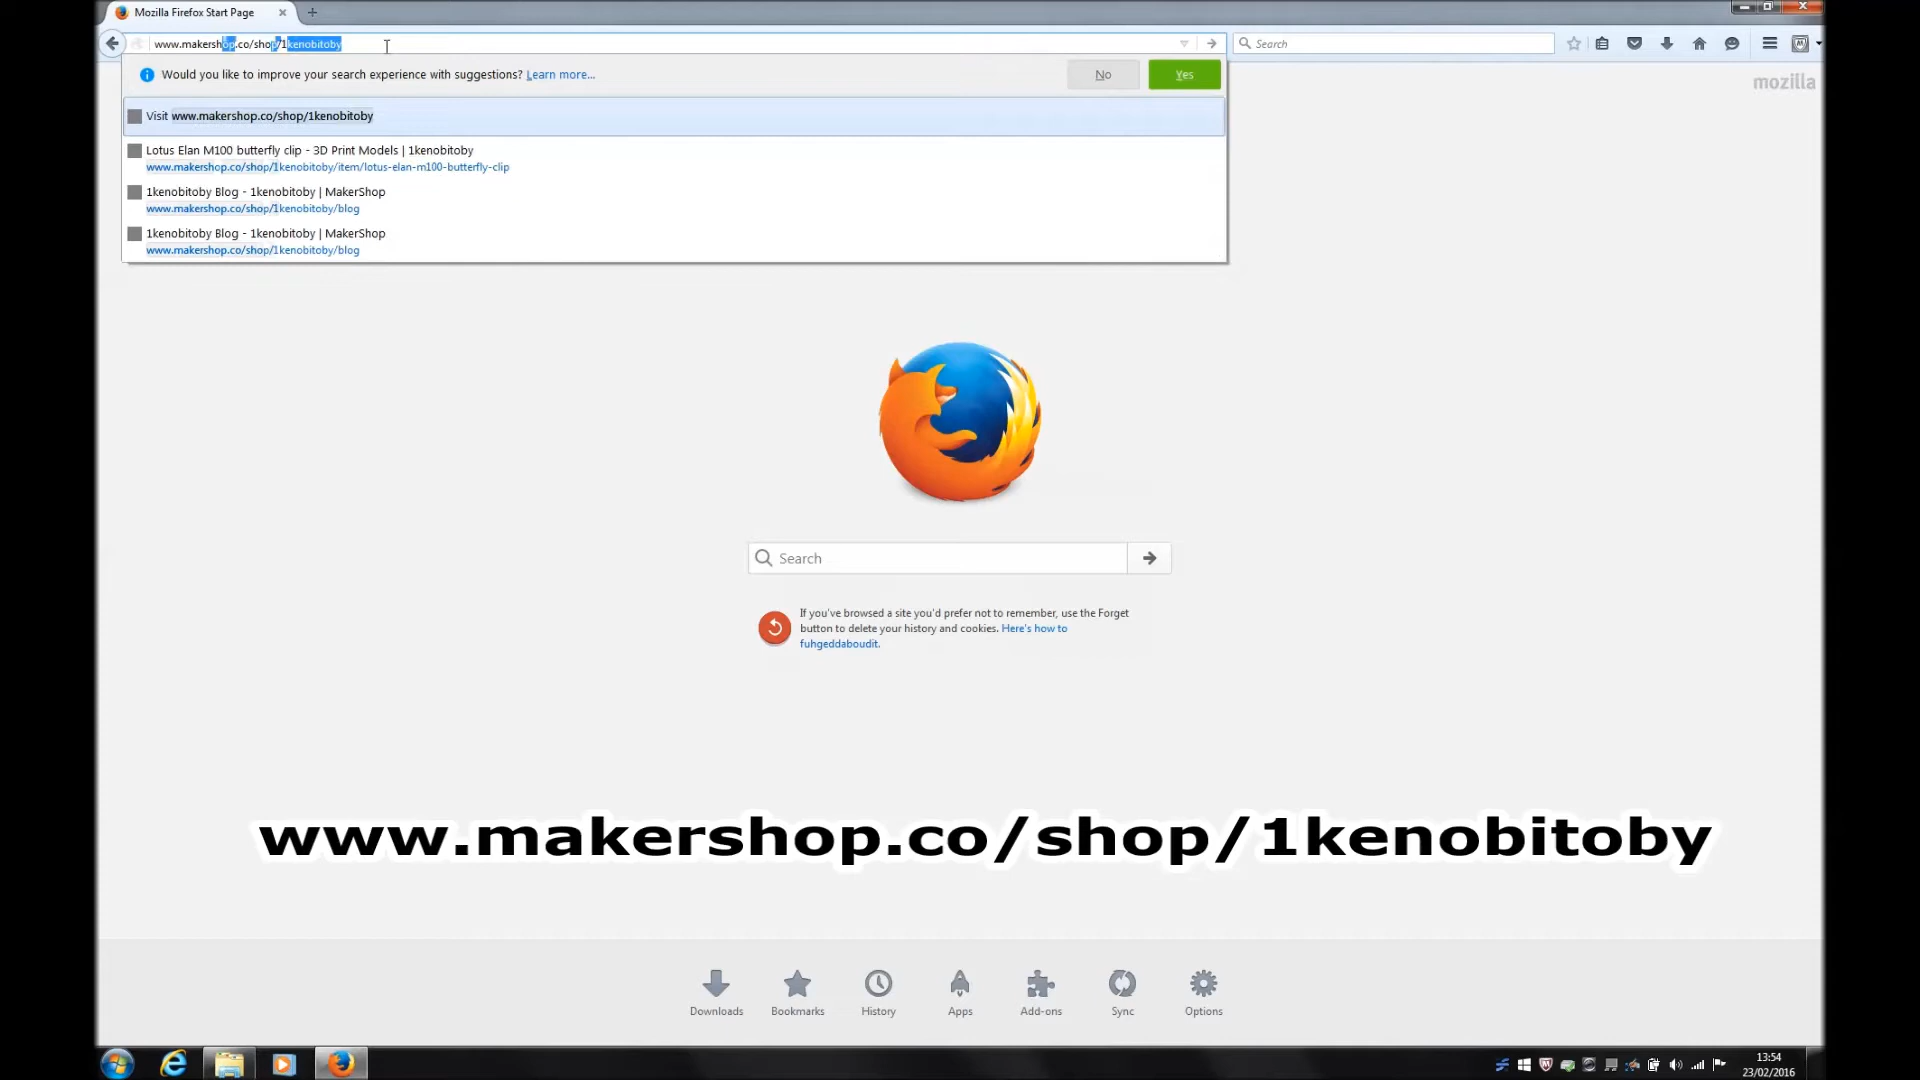 Mozilla Firefox Start Page
www.makershop.co/shop/1kenobitoby
Search
Would you like to improve your search experience with suggestions? Learn more...
No
Yes
mozilla
Visit www.makershop.co/shop/1kenobitoby
Lotus Elan M100 butterfly clip - 3D Print Models | 1kenobitoby
www.makershop.co/shop/1kenobitoby/item/lotus-elan-m100-butterfly-clip
1kenobitoby Blog - 1kenobitoby | MakerShop
www.makershop.co/shop/1kenobitoby/blog
1kenobitoby Blog - 1kenobitoby | MakerShop
www.makershop.co/shop/1kenobitoby/blog
Search
If you've browsed a site you'd prefer not to remember, use the Forget
button to delete your history and cookies. Here's how to
fuhgeddaboudit.
www.makershop.co/shop/1kenobitoby
Downloads
Bookmarks
History
Apps
Add-ons
Sync
Options
13:54
23/02/2016